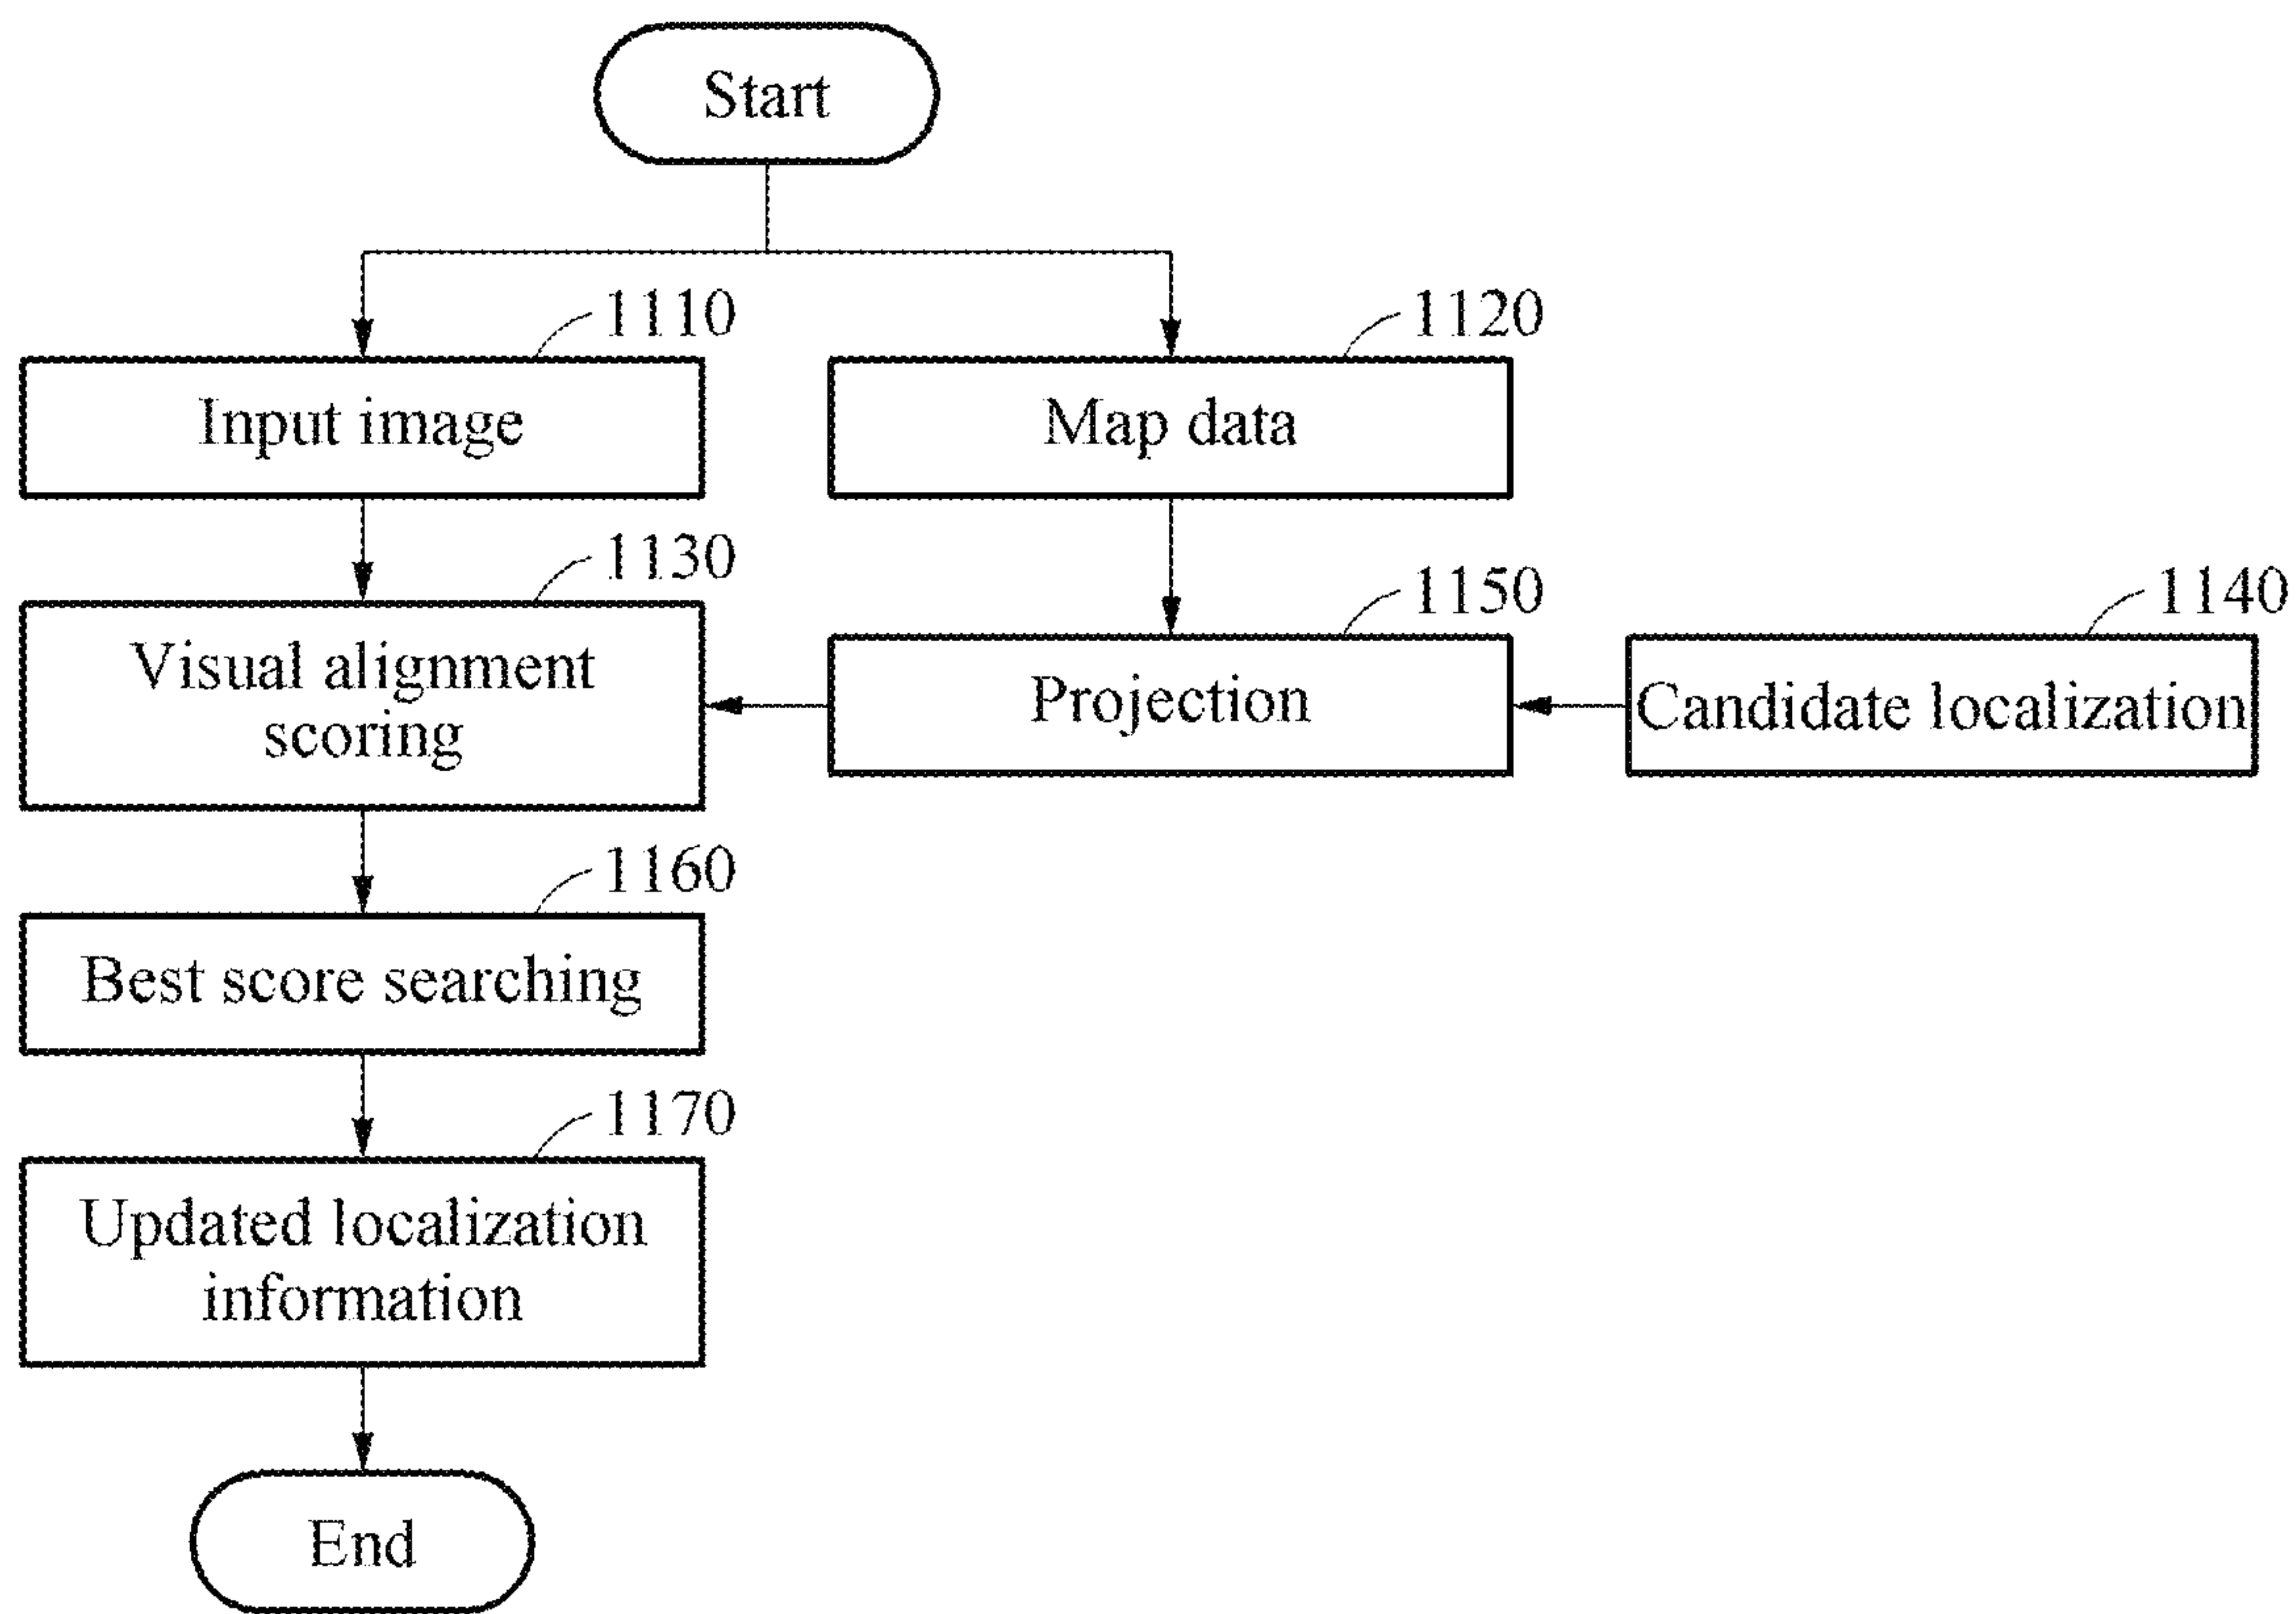 Start
1110
1120
Input image
Map data
1130
1150
1140
Visual alignment
scoring
Projection
Candidate localization
1160
Best score searching
1170
Updated localization
information
End